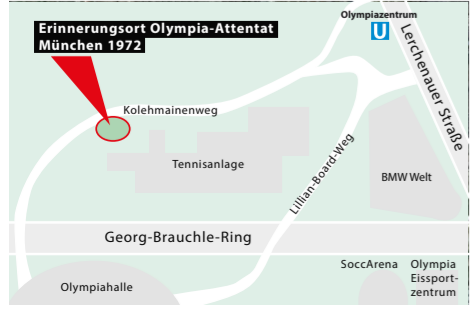 Erinnerungsort Olympia-Attentat
München 1972
Olympiazentrum
U
Lerchenauer Straße
Kolehmainenweg
Tennisanlage
Lillian-Board-Weg
BMW Welt
Georg-Brauchle-Ring
SoccArena
Olympia
Eissport-
zentrum
Olympiahalle